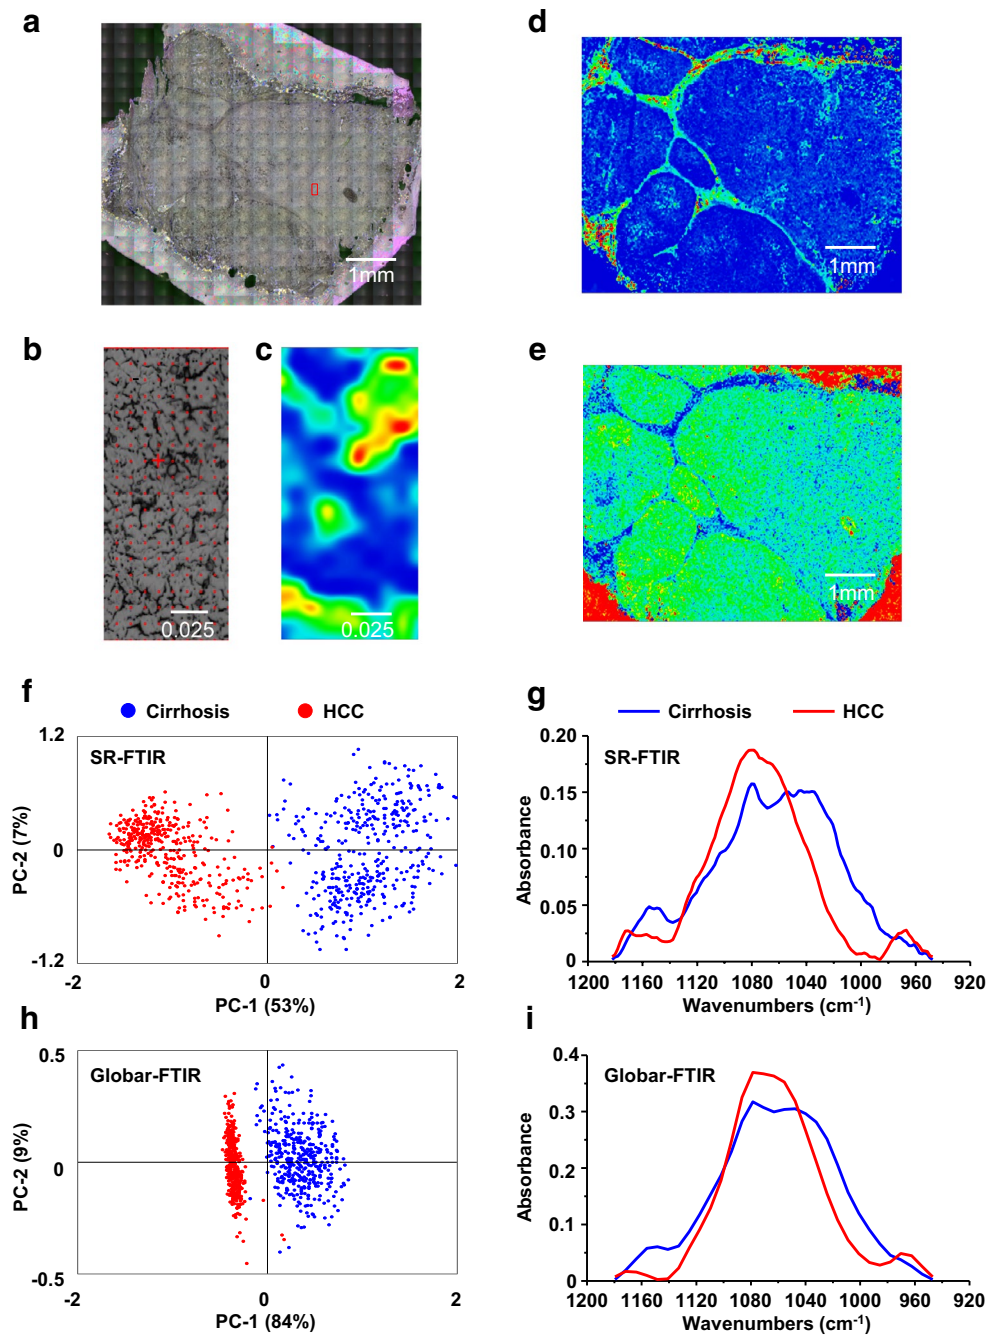 a
1mm
d
1mm
b
0.025
c
0.025
e
1mm
f
Cirrhosis HCC
SR-FTIR
1.2
0
-1.2
-2 0 2
PC-2 (7%)
PC-1 (53%)
g
Cirrhosis HCC
SR-FTIR
0.20
0.15
0.10
0.05
0
1200 1160 1120 1080 1040 1000 960 920
Absorbance
Wavenumbers (cm-1)
h
Globar-FTIR
0.5
0
-0.5
-2 0 2
PC-2 (9%)
PC-1 (84%)
i
Globar-FTIR
0.4
0.3
0.2
0.1
0
1200 1160 1120 1080 1040 1000 960 920
Absorbance
Wavenumbers (cm-1)